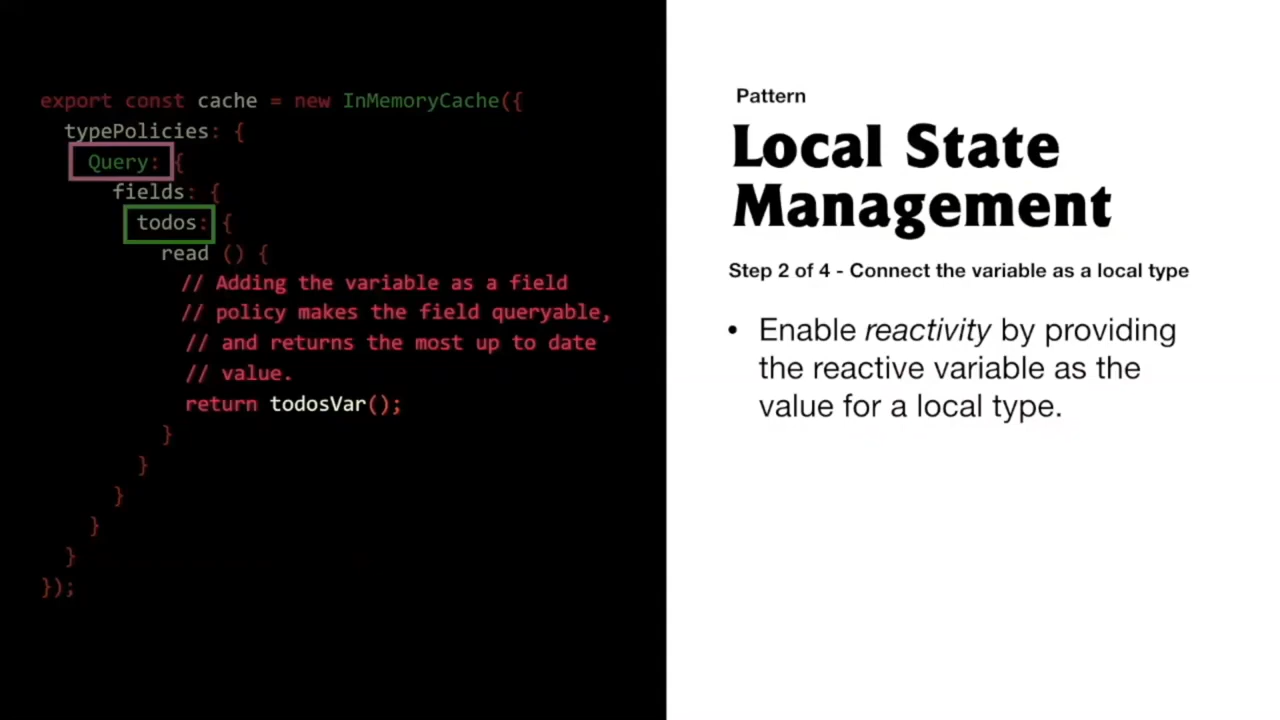 export const cache = new InMemoryCache({
typePolicies: {
Query: {
fields: {
todos: {
read () {
// Adding the variable as a field
// policy makes the field queryable,
// and returns the most up to date
// value.
return todosVar();
}
}
}
}
}
});
Pattern
Local State
Management
Step 2 of 4 - Connect the variable as a local type
• Enable reactivity by providing
the reactive variable as the
value for a local type.